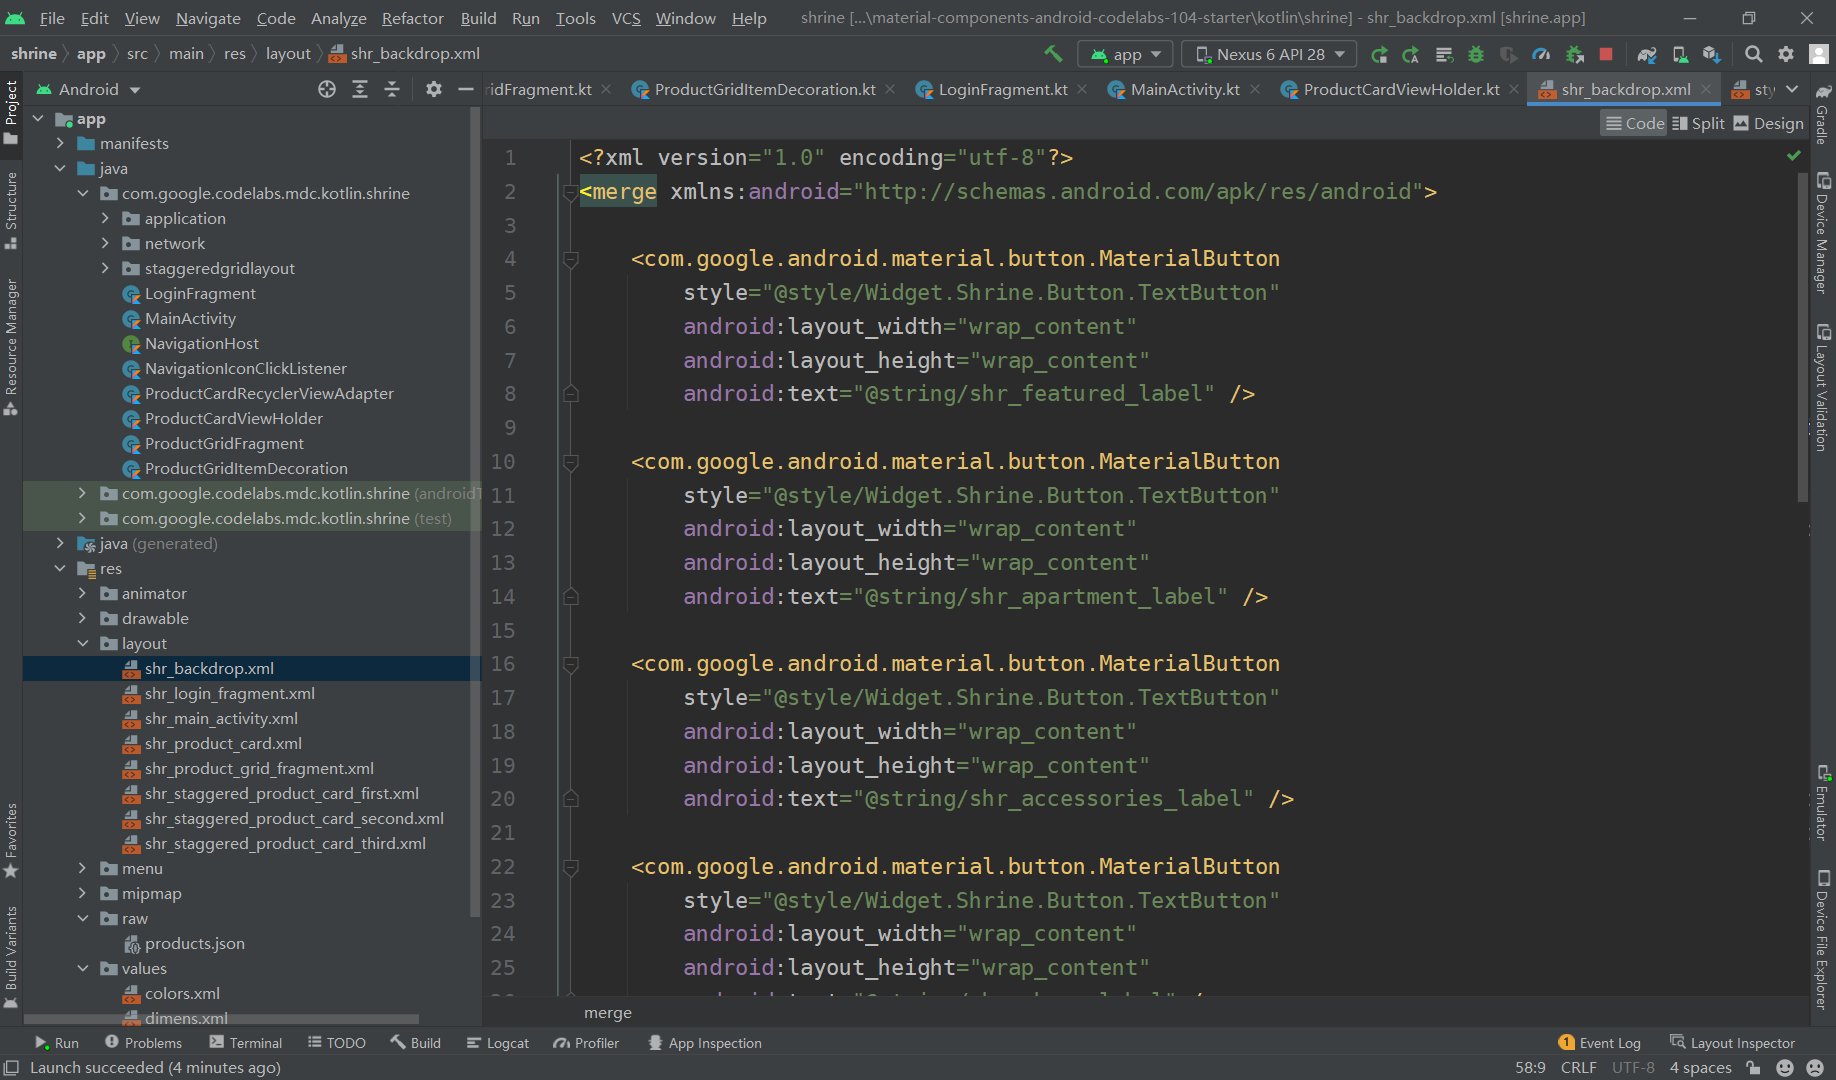 File Edit View Navigate Code Analyze Refactor Build Run Tools VCS Window Help shrine [...\material-components-android-codelabs-104-starter\kotlin\shrine] - shr_backdrop.xml [shrine.app]
shrine app src main res layout shr_backdrop.xml app Nexus 6 API 28
Android
ridFragment.kt ProductGridItemDecoration.kt LoginFragment.kt MainActivity.kt ProductCardViewHolder.kt shr_backdrop.xml sty
Code Split Design
Project
Structure
Resource Manager
Favorites
Build Variants
app
manifests
java
com.google.codelabs.mdc.kotlin.shrine
application
network
staggeredgridlayout
LoginFragment
MainActivity
NavigationHost
NavigationIconClickListener
ProductCardRecyclerViewAdapter
ProductCardViewHolder
ProductGridFragment
ProductGridItemDecoration
com.google.codelabs.mdc.kotlin.shrine (androidT
com.google.codelabs.mdc.kotlin.shrine (test)
java (generated)
res
animator
drawable
layout
shr_backdrop.xml
shr_login_fragment.xml
shr_main_activity.xml
shr_product_card.xml
shr_product_grid_fragment.xml
shr_staggered_product_card_first.xml
shr_staggered_product_card_second.xml
shr_staggered_product_card_third.xml
menu
mipmap
raw
products.json
values
colors.xml
dimens.xml
1 <?xml version="1.0" encoding="utf-8"?>
2 <merge xmlns:android="http://schemas.android.com/apk/res/android">
3
4 <com.google.android.material.button.MaterialButton
5 style="@style/Widget.Shrine.Button.TextButton"
6 android:layout_width="wrap_content"
7 android:layout_height="wrap_content"
8 android:text="@string/shr_featured_label" />
9
10 <com.google.android.material.button.MaterialButton
11 style="@style/Widget.Shrine.Button.TextButton"
12 android:layout_width="wrap_content"
13 android:layout_height="wrap_content"
14 android:text="@string/shr_apartment_label" />
15
16 <com.google.android.material.button.MaterialButton
17 style="@style/Widget.Shrine.Button.TextButton"
18 android:layout_width="wrap_content"
19 android:layout_height="wrap_content"
20 android:text="@string/shr_accessories_label" />
21
22 <com.google.android.material.button.MaterialButton
23 style="@style/Widget.Shrine.Button.TextButton"
24 android:layout_width="wrap_content"
25 android:layout_height="wrap_content"
merge
Gradle
Device Manager
Layout Validation
Emulator
Device File Explorer
Run Problems Terminal TODO Build Logcat Profiler App Inspection 1 Event Log Layout Inspector
Launch succeeded (4 minutes ago) 58:9 CRLF UTF-8 4 spaces